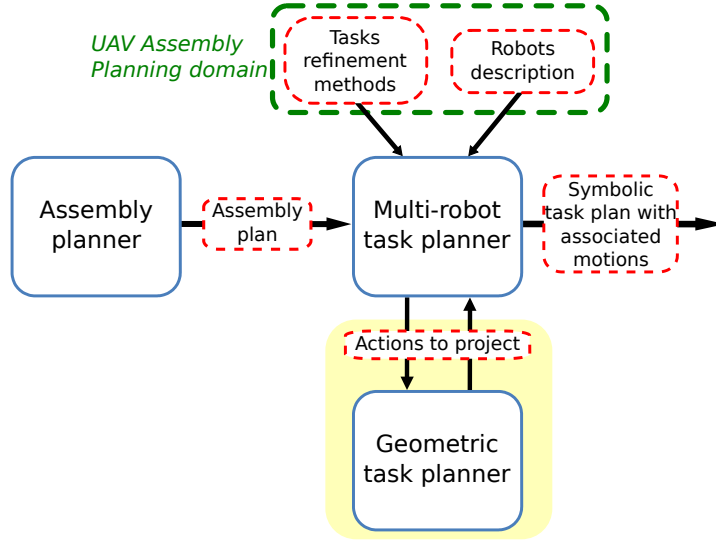 UAV Assembly
Planning domain
Tasks
refinement
methods
Robots
description
Assembly
planner
Assembly
plan
Multi-robot
task planner
Symbolic
task plan with
associated
motions
Actions to project
Geometric
task planner